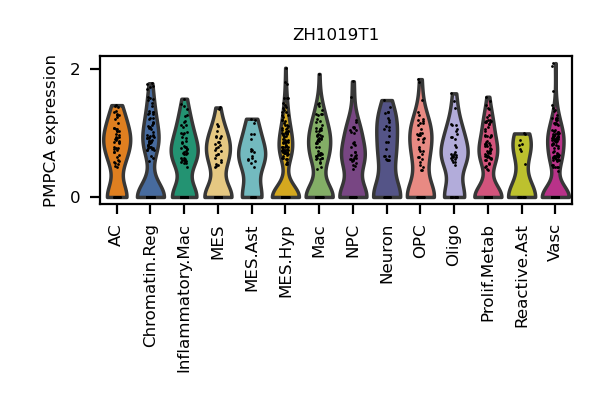 ZH1019T1
PMPCA expression
2
0
AC
Chromatin.Reg
Inflammatory.Mac
MES
MES.Ast
MES.Hyp
Mac
NPC
Neuron
OPC
Oligo
Prolif.Metab
Reactive.Ast
Vasc